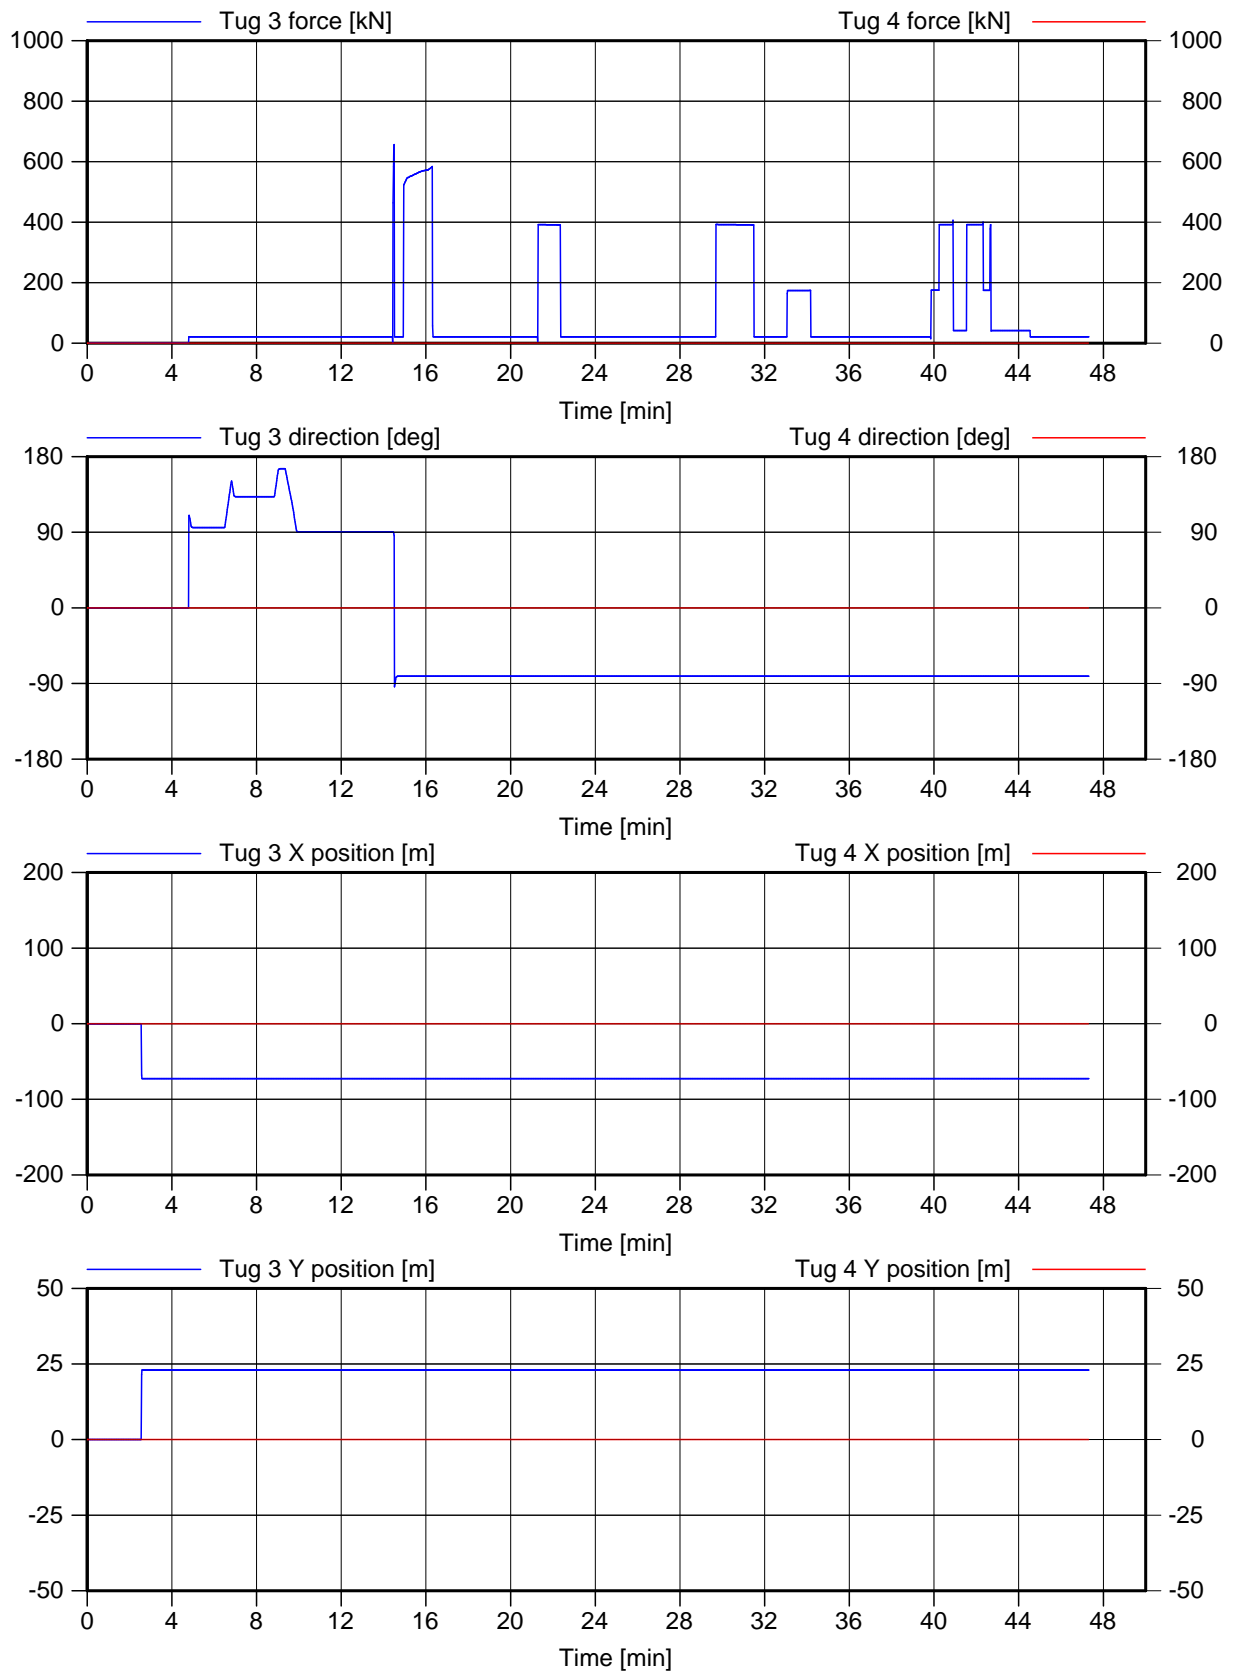 Tug 3 force [kN] Tug 4 force [kN]
1000 1000
800 800
600 600
400 400
200 200
0 0
0 4 8 12 16 20 24 28 32 36 40 44 48
Time [min]
Tug 3 direction [deg] Tug 4 direction [deg]
180 180
90 90
0 0
-90 -90
-180 -180
0 4 8 12 16 20 24 28 32 36 40 44 48
Time [min]
Tug 3 X position [m] Tug 4 X position [m]
200 200
100 100
0 0
-100 -100
-200 -200
0 4 8 12 16 20 24 28 32 36 40 44 48
Time [min]
Tug 3 Y position [m] Tug 4 Y position [m]
50 50
25 25
0 0
-25 -25
-50 -50
0 4 8 12 16 20 24 28 32 36 40 44 48
Time [min]